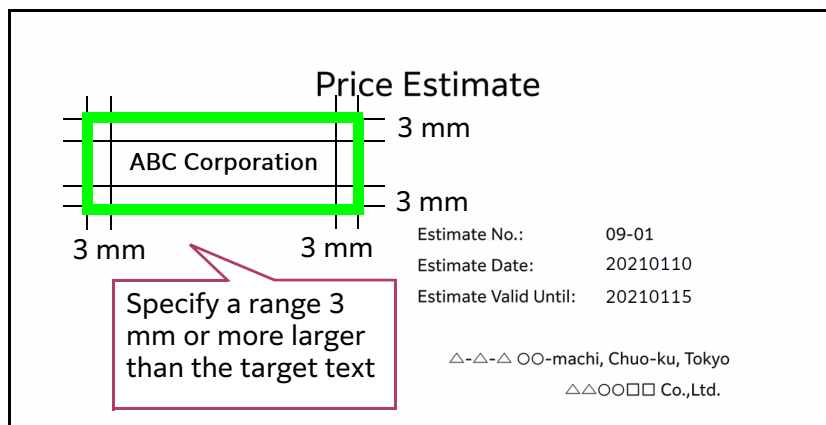 Price Estimate
3 mm
ABC Corporation
3 mm
3 mm
3 mm
Specify a range 3
mm or more larger
than the target text
Estimate No.: 09-01
Estimate Date: 20210110
Estimate Valid Until: 20210115
△-△-△ ○○-machi, Chuo-ku, Tokyo
△△○○□□ Co.,Ltd.